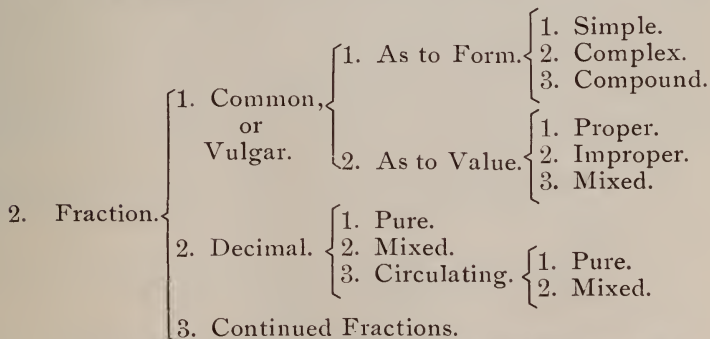 1. Simple.
1. As to Form. 2. Complex.
3. Compound.
1. Common,
or
Vulgar.
1. Proper.
2. As to Value. 2. Improper.
3. Mixed.
2. Fraction.
1. Pure.
2. Decimal. 2. Mixed.
3. Circulating. 1. Pure.
2. Mixed.
3. Continued Fractions.